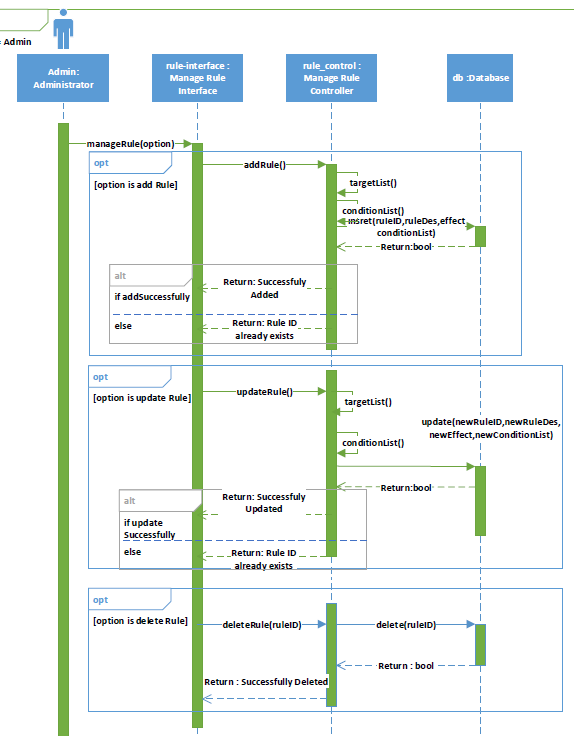 = Admin
Admin:
Administrator
rule-interface :
Manage Rule
Interface
rule_control :
Manage Rule
Controller
db :Database
manageRule(option)
opt
[option is add Rule]
addRule()
targetList()
conditionList()
insret(ruleID,ruleDes,effect
conditionList)
Return:bool
alt
if addSuccessfully
Return: Successfuly
Added
else
Return: Rule ID
already exists
opt
[option is update Rule]
updateRule()
targetList()
update(newRuleID,newRuleDes,
newEffect,newConditionList)
conditionList()
Return:bool
alt
if update
Successfully
Return: Successfuly
Updated
else
Return: Rule ID
already exists
opt
[option is delete Rule]
deleteRule(ruleID)
delete(ruleID)
Return : bool
Return : Successfuly Deleted